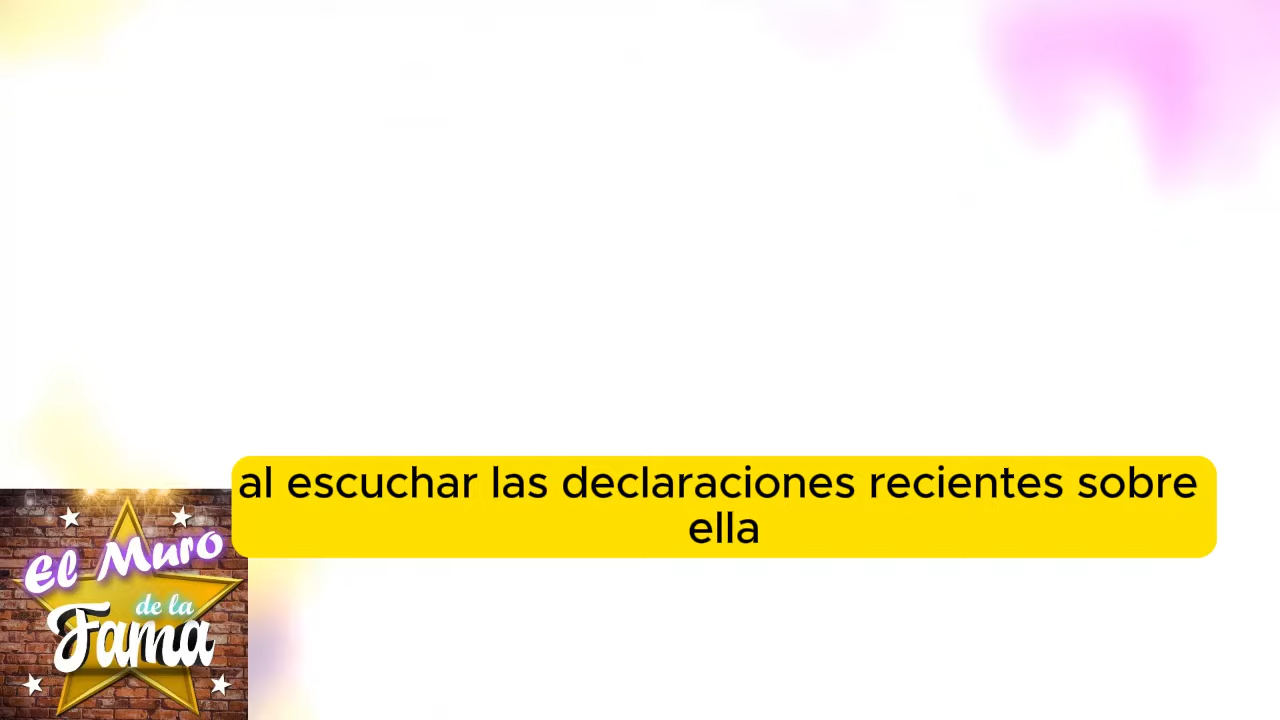 al escuchar las declaraciones recientes sobre
ella
El Muro
de la
Fama